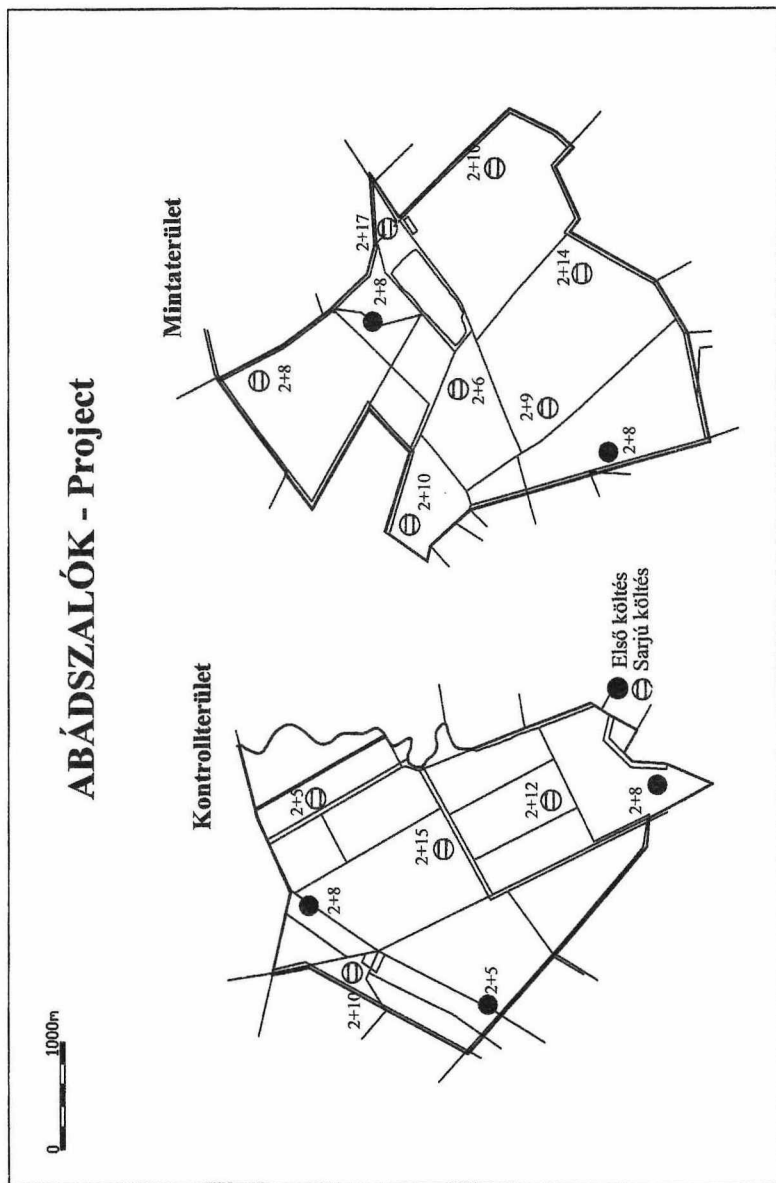 ABÁDSZALÓK - Project
0 1000m
Kontrollterület
2+10
2+8
2+5
2+5
2+15
2+12
2+8
Első költés
Sarjú költés
Mintaterület
2+8
2+8
2+17
2+10
2+6
2+9
2+14
2+8